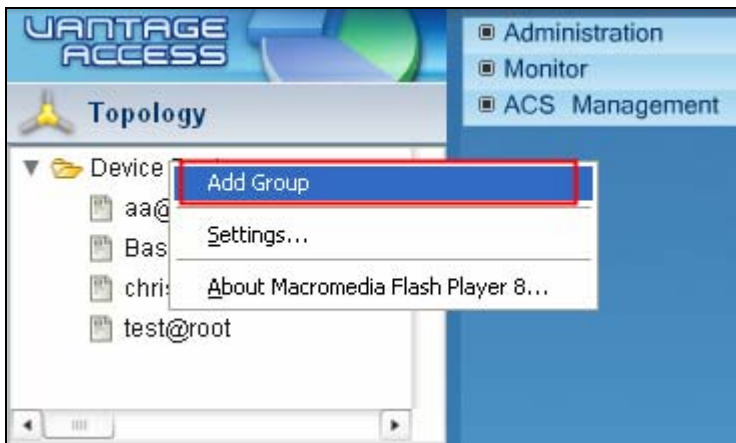 VANTAGE
ACCESS
Administration
Monitor
ACS Management
Topology
Device
Add Group
aa@
Settings...
Bas
About Macromedia Flash Player 8...
chris
test@root